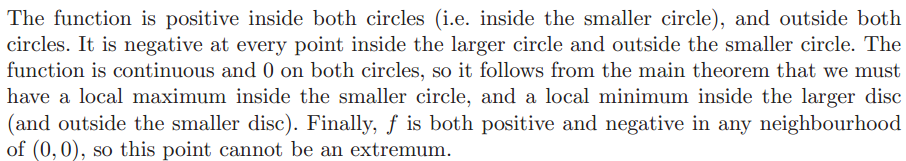 The function is positive inside both circles (i.e. inside the smaller circle), and outside both
circles. It is negative at every point inside the larger circle and outside the smaller circle. The
function is continuous and 0 on both circles, so it follows from the main theorem that we must
have a local maximum inside the smaller circle, and a local minimum inside the larger disc
(and outside the smaller disc). Finally, f is both positive and negative in any neighbourhood
of (0, 0), so this point cannot be an extremum.